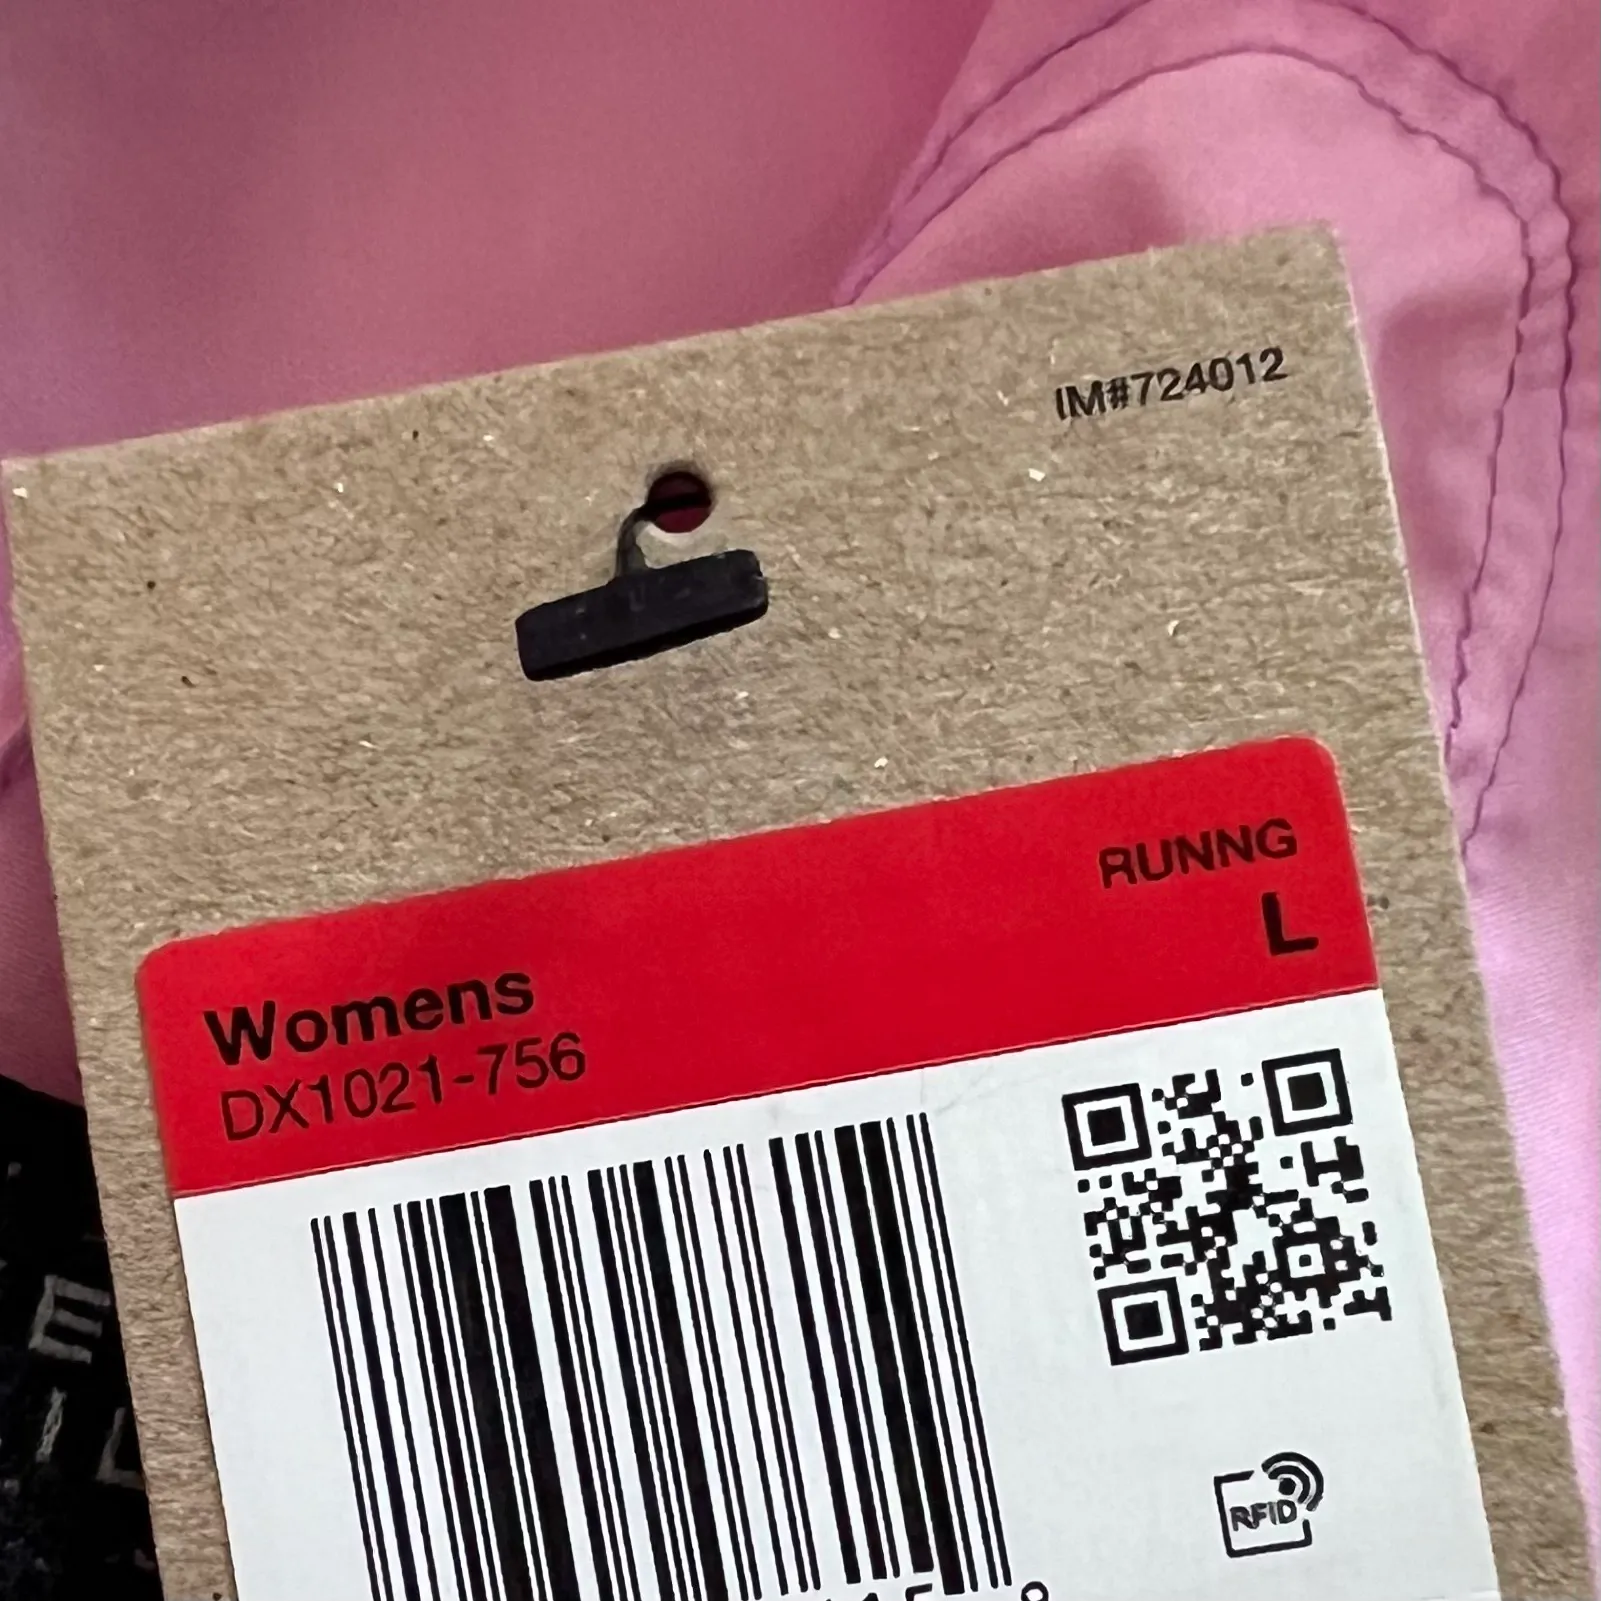 IM#724012
RUNNG
L
Womens
DX1021-756
RFID